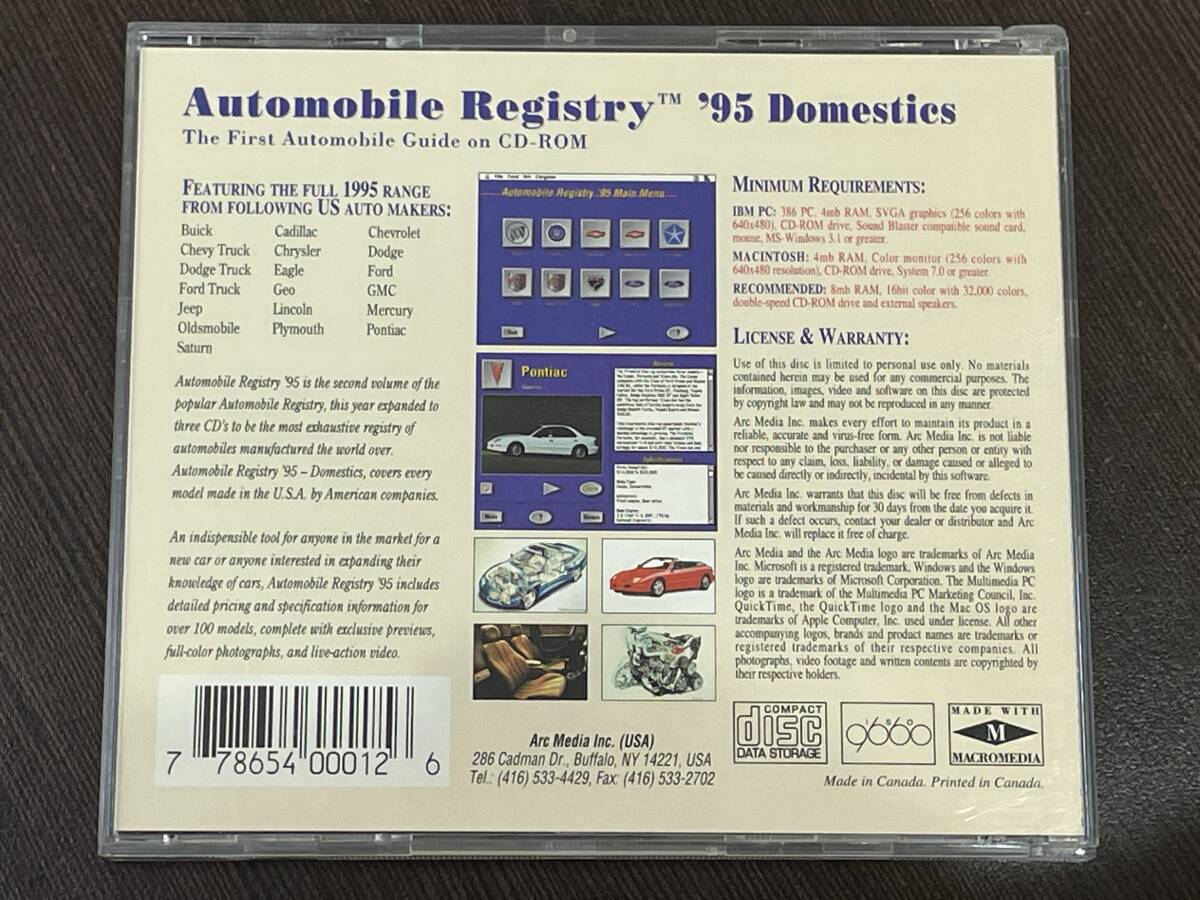 Automobile Registry™ '95 Domestics
The First Automobile Guide on CD-ROM
FEATURING THE FULL 1995 RANGE
FROM FOLLOWING US AUTO MAKERS:
Buick Cadillac Chevrolet
Chevy Truck Chrysler Dodge
Dodge Truck Eagle Ford
Ford Truck Geo GMC
Jeep Lincoln Mercury
Oldsmobile Plymouth Pontiac
Saturn
Automobile Registry '95 is the second volume of the
popular Automobile Registry, this year expanded to
three CD's to be the most exhaustive registry of
automobiles manufactured the world over.
Automobile Registry '95 – Domestics, covers every
model made in the U.S.A. by American companies.
An indispensible tool for anyone in the market for a
new car or anyone interested in expanding their
knowledge of cars, Automobile Registry '95 includes
detailed pricing and specification information for
over 100 models, complete with exclusive previews,
full-color photographs, and live-action video.
7 78654 00012 6
Automobile Registry '95 Main Menu
Pontiac
Specifications
Arc Media Inc. (USA)
286 Cadman Dr., Buffalo, NY 14221, USA
Tel.: (416) 533-4429, Fax: (416) 533-2702
MINIMUM REQUIREMENTS:
IBM PC: 386 PC, 4mb RAM, SVGA graphics (256 colors with
640x480), CD-ROM drive, Sound Blaster compatible sound card,
mouse, MS-Windows 3.1 or greater.
MACINTOSH: 4mb RAM, Color monitor (256 colors with
640x480 resolution), CD-ROM drive, System 7.0 or greater.
RECOMMENDED: 8mb RAM, 16bit color with 32,000 colors,
double-speed CD-ROM drive and external speakers.
LICENSE & WARRANTY:
Use of this disc is limited to personal use only. No materials
contained herein may be used for any commercial purposes. The
information, images, video and software on this disc are protected
by copyright law and may not be reproduced in any manner.
Arc Media Inc. makes every effort to maintain its product in a
reliable, accurate and virus-free form. Arc Media Inc. is not liable
nor responsible to the purchaser or any other person or entity with
respect to any claim, loss, liability, or damage caused or alleged to
be caused directly or indirectly, incidental by this software.
Arc Media Inc. warrants that this disc will be free from defects in
materials and workmanship for 30 days from the date you acquire it.
If such a defect occurs, contact your dealer or distributor and Arc
Media Inc. will replace it free of charge.
Arc Media and the Arc Media logo are trademarks of Arc Media
Inc. Microsoft is a registered trademark, Windows and the Windows
logo are trademarks of Microsoft Corporation. The Multimedia PC
logo is a trademark of the Multimedia PC Marketing Council, Inc.
QuickTime, the QuickTime logo and the Mac OS logo are
trademarks of Apple Computer, Inc. used under license. All other
accompanying logos, brands and product names are trademarks or
registered trademarks of their respective companies. All
photographs, video footage and written contents are copyrighted by
their respective holders.
COMPACT
disc
DATA STORAGE
ISO
9660
MADE WITH
M
MACROMEDIA
Made in Canada. Printed in Canada.